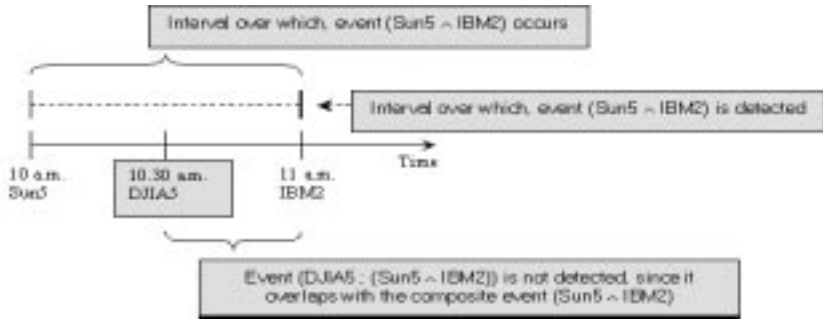 Interval over which, event (Sun5 ∧ IBM2) occurs
Interval over which, event (Sun5 ∧ IBM2) is detected
Time
10 a.m.
Sun5
10.30 a.m.
DJIA5
11 a.m.
IBM2
Event (DJIA5 ; (Sun5 ∧ IBM2)) is not detected, since it
overlaps with the composite event (Sun5 ∧ IBM2)